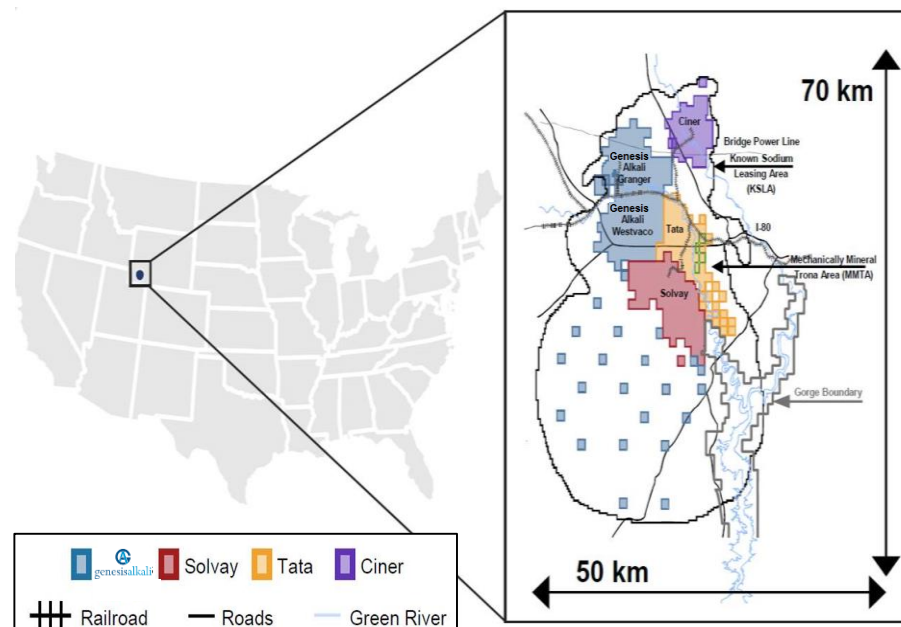 70 km
Ciner
Bridge Power Line
Known Sodium
Leasing Area
(KSLA)
Genesis
Alkali
Granger
Genesis
Alkali
Westvaco
Tata
I-80
Mechanically Mineral
Trona Area (MMTA)
Solvay
Gorge Boundary
50 km
genesisalkali
Solvay
Tata
Ciner
Railroad
Roads
Green River